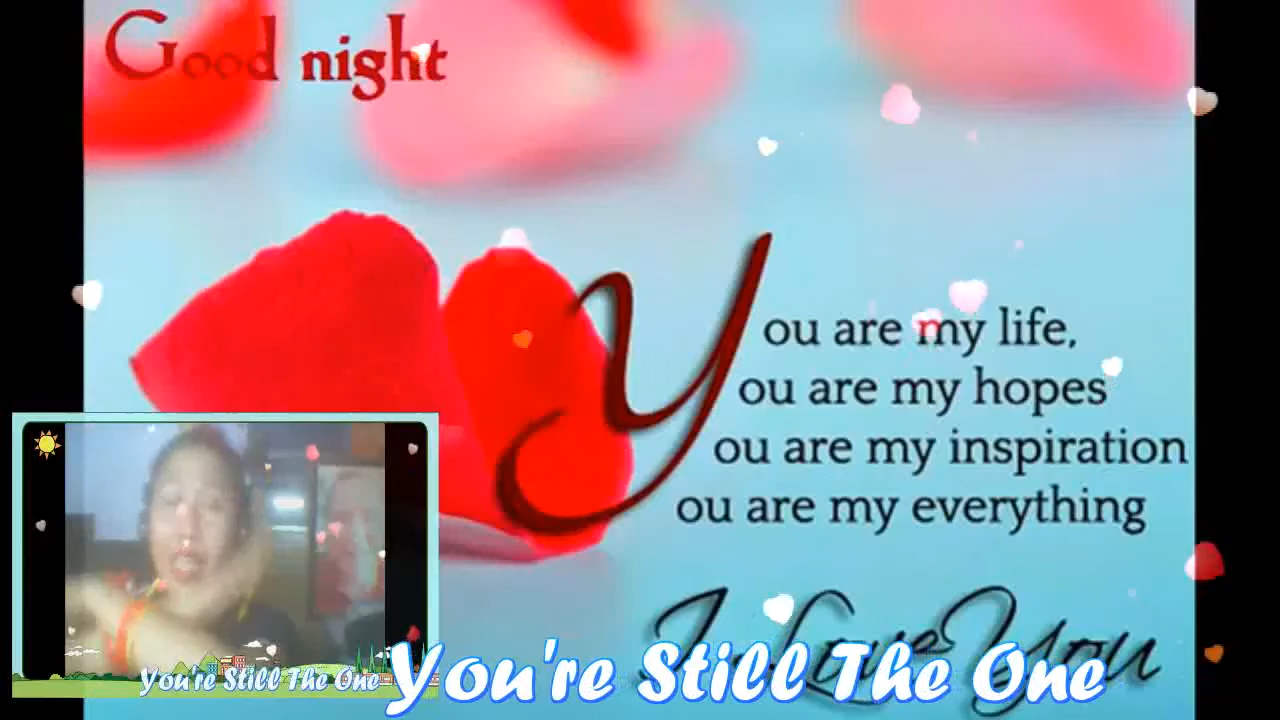 Good night
You are my life,
ou are my hopes
ou are my inspiration
ou are my everything
I Love You
You're Still The One
You're Still The One